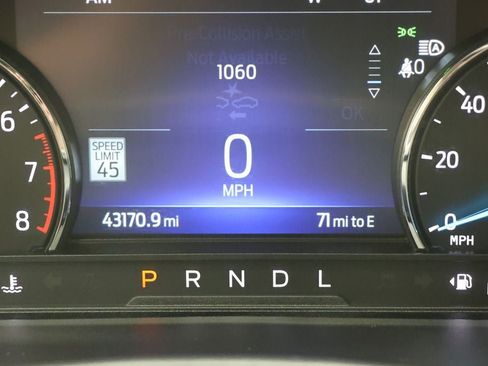 AM
Pre-Collision Assist
Not Available
1060
OK
40
20
0
MPH
6
7
8
SPEED
LIMIT
45
0
MPH
43170.9 mi
71 mi to E
P R N D L